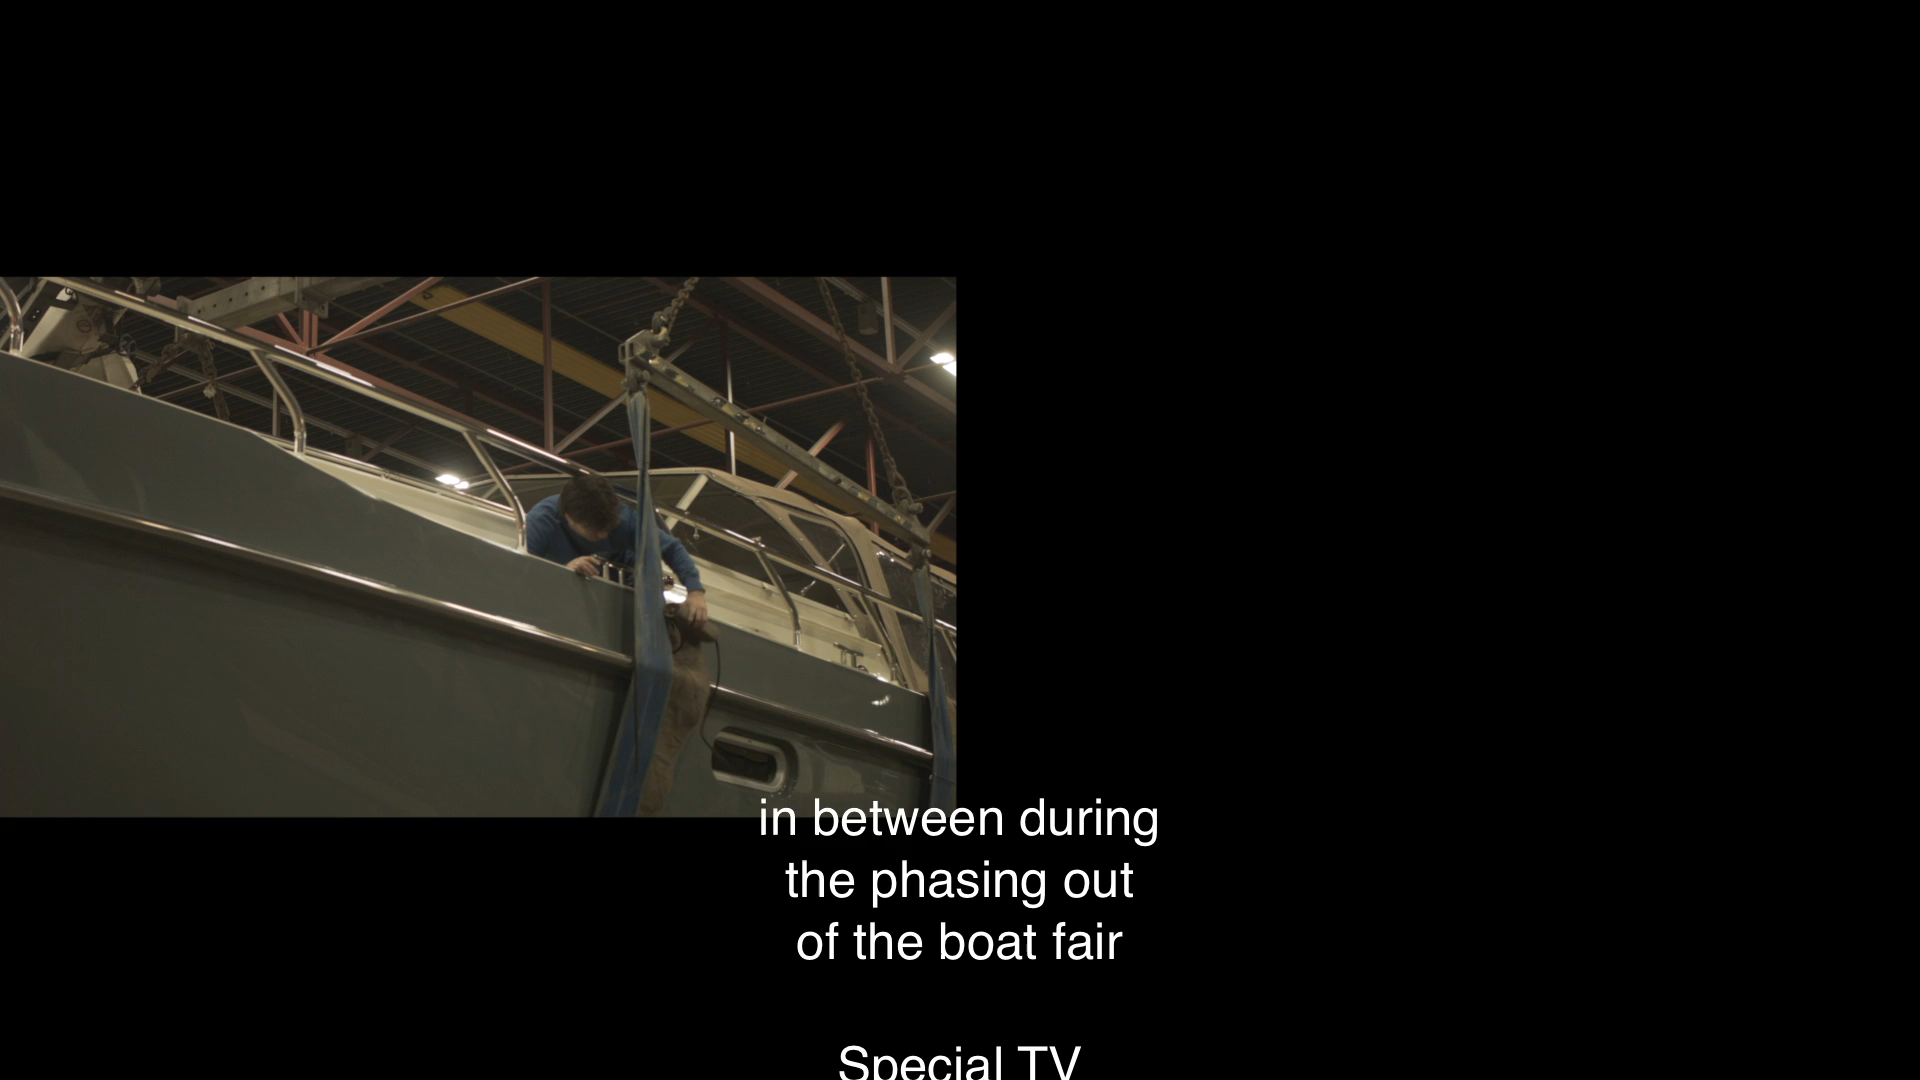 in between during
the phasing out
of the boat fair
Special TV